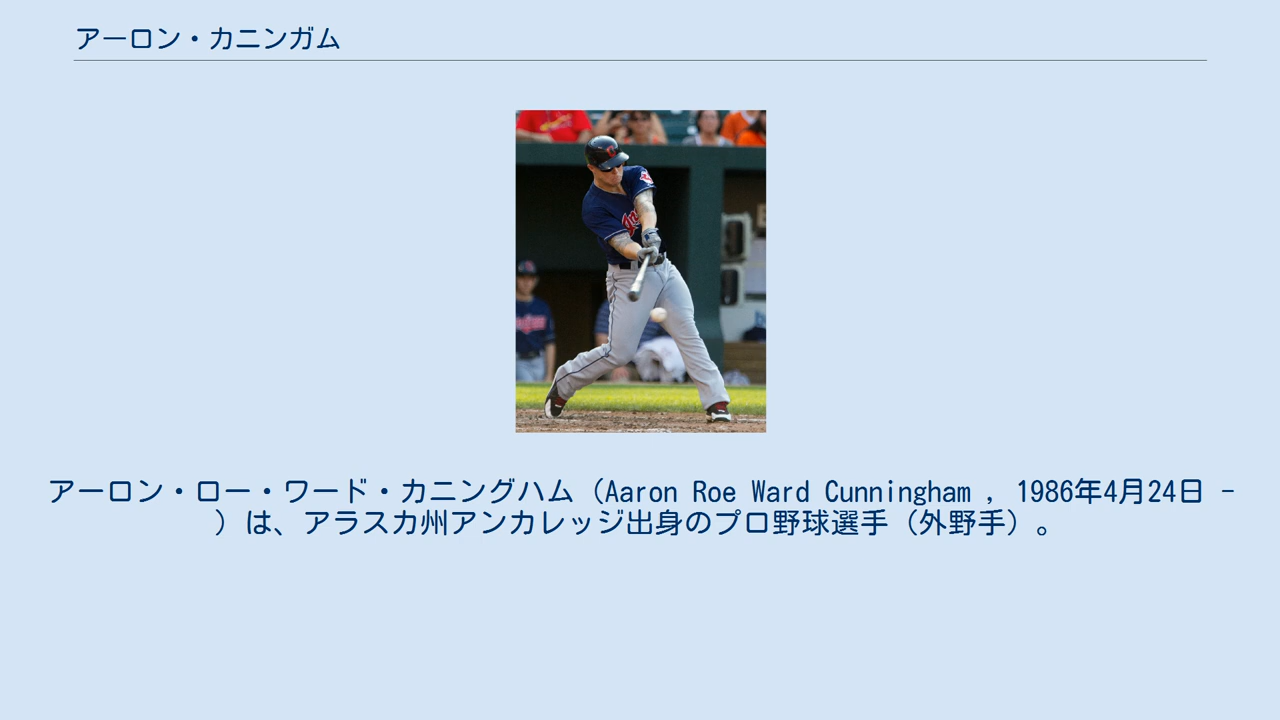 アーロン・カニンガム
アーロン・ロー・ワード・カニングハム（Aaron Roe Ward Cunningham , 1986年4月24日 -
）は、アラスカ州アンカレッジ出身のプロ野球選手（外野手）。